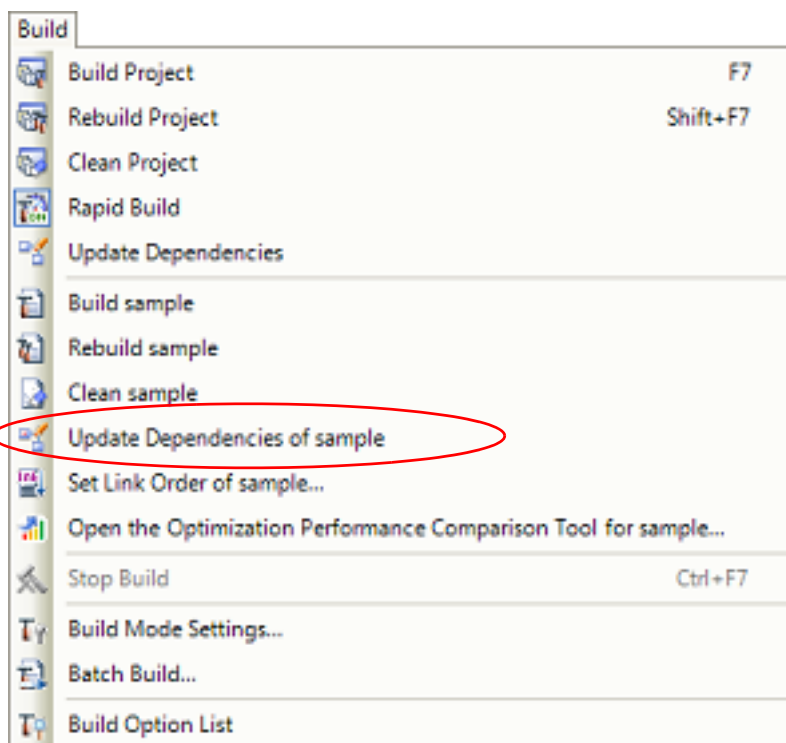 Build
Build Project F7
Rebuild Project Shift+F7
Clean Project
Rapid Build
Update Dependencies
Build sample
Rebuild sample
Clean sample
Update Dependencies of sample
Set Link Order of sample...
Open the Optimization Performance Comparison Tool for sample...
Stop Build Ctrl+F7
Build Mode Settings...
Batch Build...
Build Option List